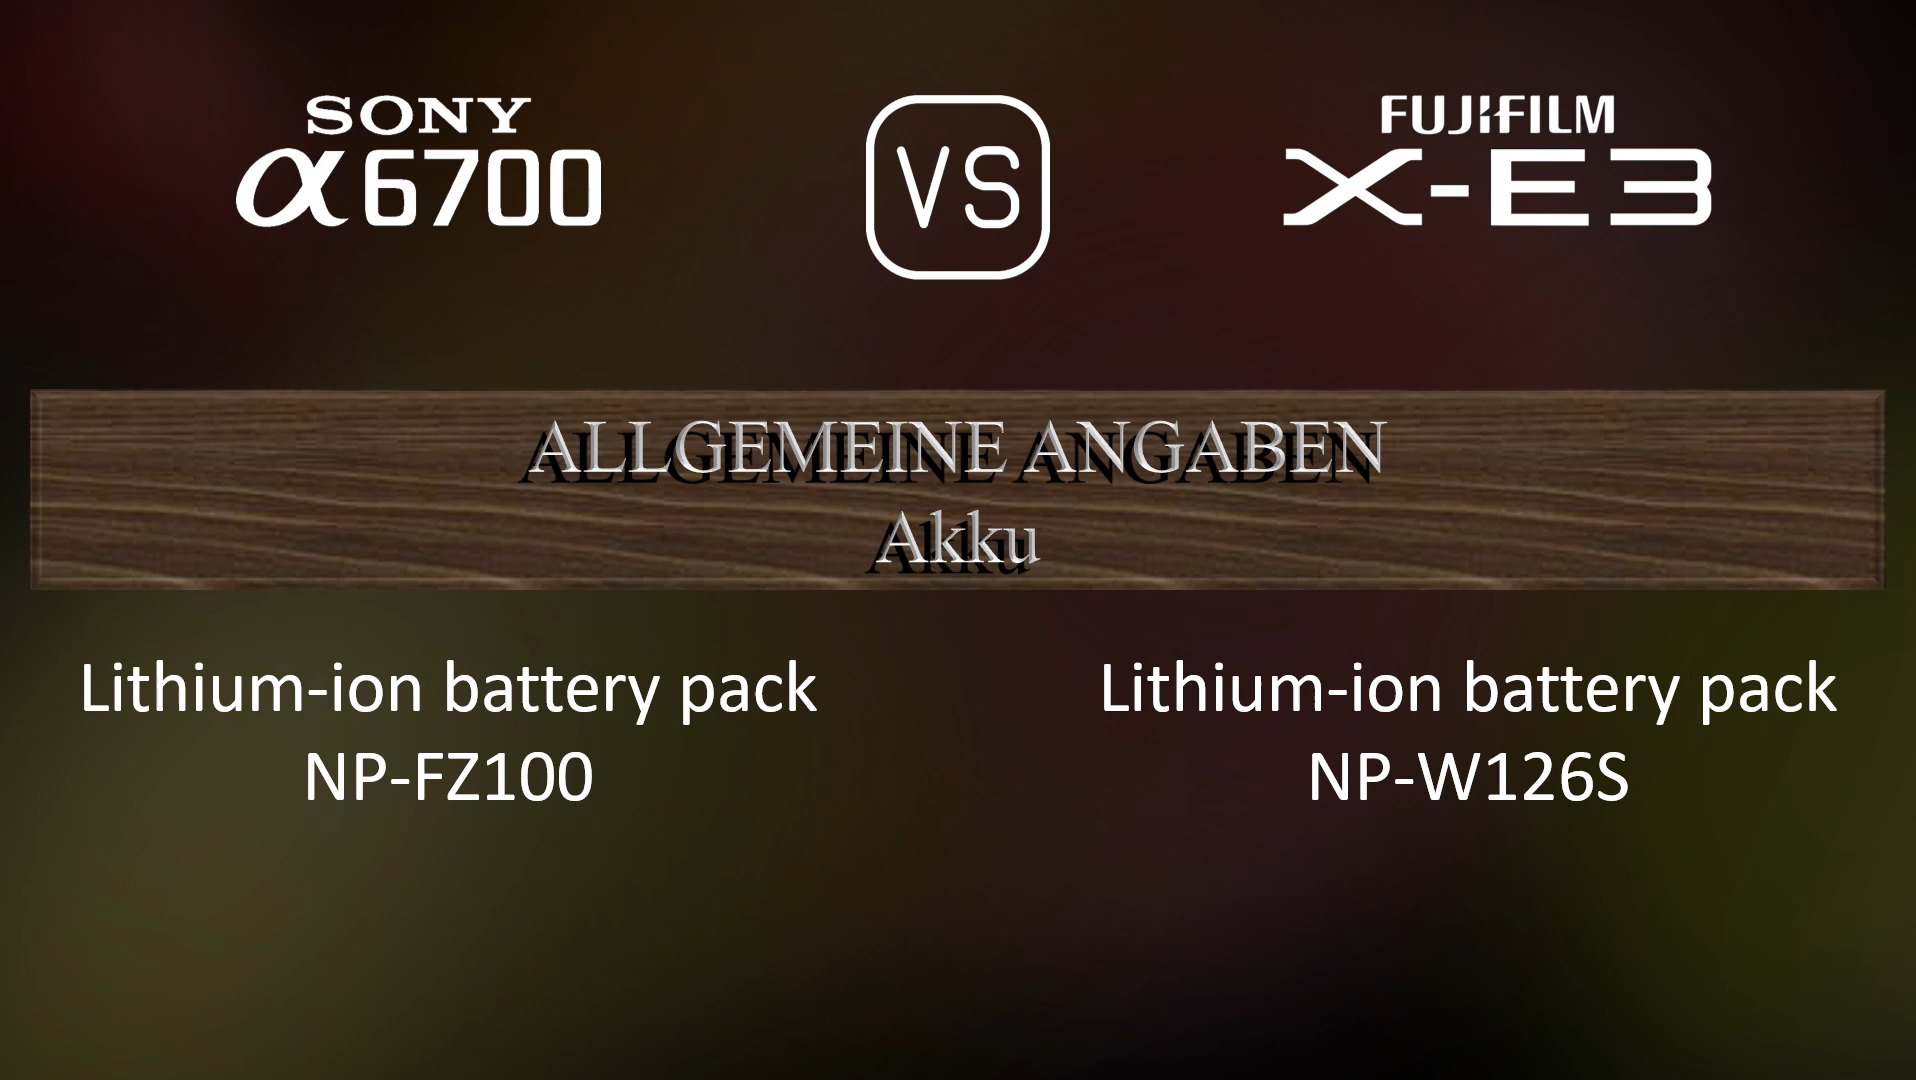 SONY
α6700
VS
FUJIFILM
X-E3
ALLGEMEINE ANGABEN
Akku
Lithium-ion battery pack
NP-FZ100
Lithium-ion battery pack
NP-W126S